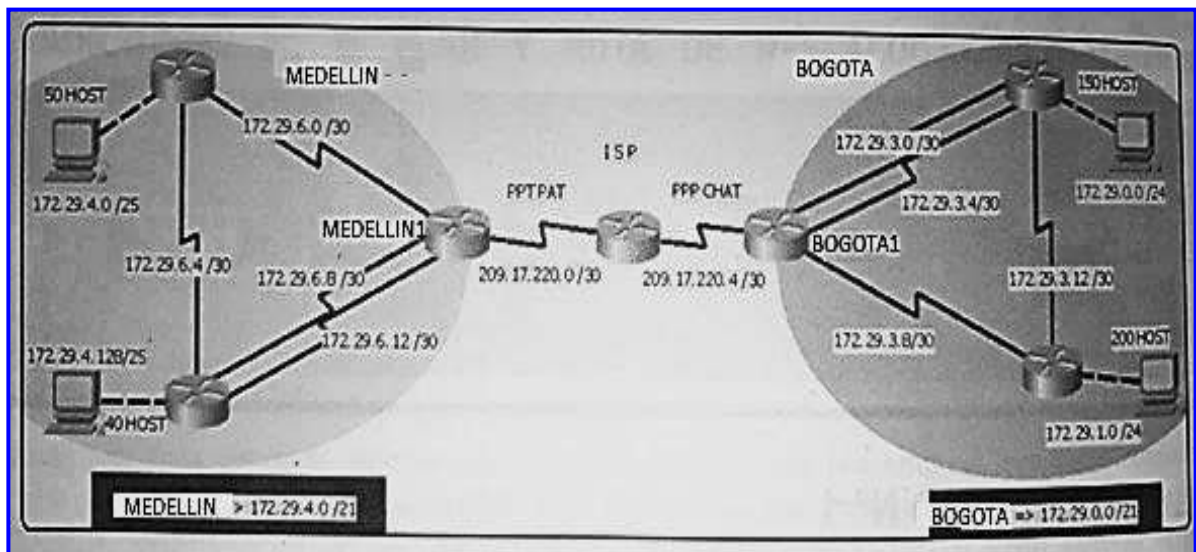 MEDELLIN - -
50 HOST
172.29.6.0 /30
172.29.4.0 /25
172.29.6.4 /30
MEDELLIN1
172.29.6.8 /30
172.29.6.12 /30
172.29.4.128/25
40 HOST
MEDELLIN > 172.29.4.0 /21
ISP
PPT PAT
PPP CHAT
209.17.220.0 /30
209.17.220.4 /30
BOGOTA
150 HOST
172.29.3.0 /30
172.29.0.0 /24
172.29.3.4/30
BOGOTA1
172.29.3.12/30
172.29.3.8/30
200 HOST
172.29.1.0 /24
BOGOTA => 172.29.0.0 /21